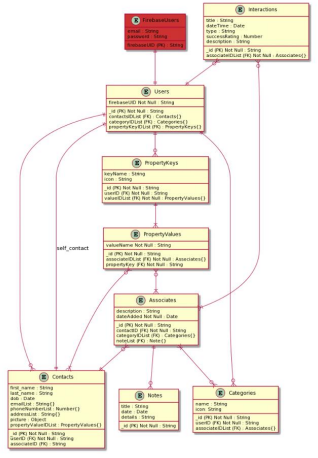 FirebaseUsers
email : String
password : String
firebaseUID (PK) : String
Interactions
title : String
dateTime : Date
type : String
successRating : Number
description : String
_id (PK) Not Null : String
associateIDList (FK) Not Null : Associates{}
Users
firebaseUID Not Null : String
_id (PK) Not Null : String
contactsIDList (FK) : Contacts{}
categoryIDList (FK) : Categories{}
propertyKeyIDList (FK) : PropertyKeys{}
PropertyKeys
keyName : String
icon : String
_id (PK) Not Null : String
userID (FK) Not Null : String
valueIDList (FK) Not Null : PropertyValues{}
self_contact
PropertyValues
valueName Not Null : String
_id (PK) Not Null : String
associateIDList (FK) Not Null : Associates{}
propertyKey (FK) Not Null : String
Associates
description : String
dateAdded Not Null : Date
_id (PK) Not Null : String
contactID (FK) Not Null : String
categoryIDList (FK) : Categories{}
noteList (FK) : Note{}
Contacts
first_name : String
last_name : String
dob : Date
emailList : String{}
phoneNumberList : Number{}
addressList : String{}
picture : Object
propertyValueIDList : PropertyValues{}
_id (PK) Not Null : String
userID (FK) Not Null : String
associateID (FK) : String
Notes
title : String
date : Date
details : String
_id (PK) Not Null : String
Categories
name : String
icon: String
_id (PK) Not Null : String
userID (FK) Not Null : String
associateIDList (FK) : Associates{}